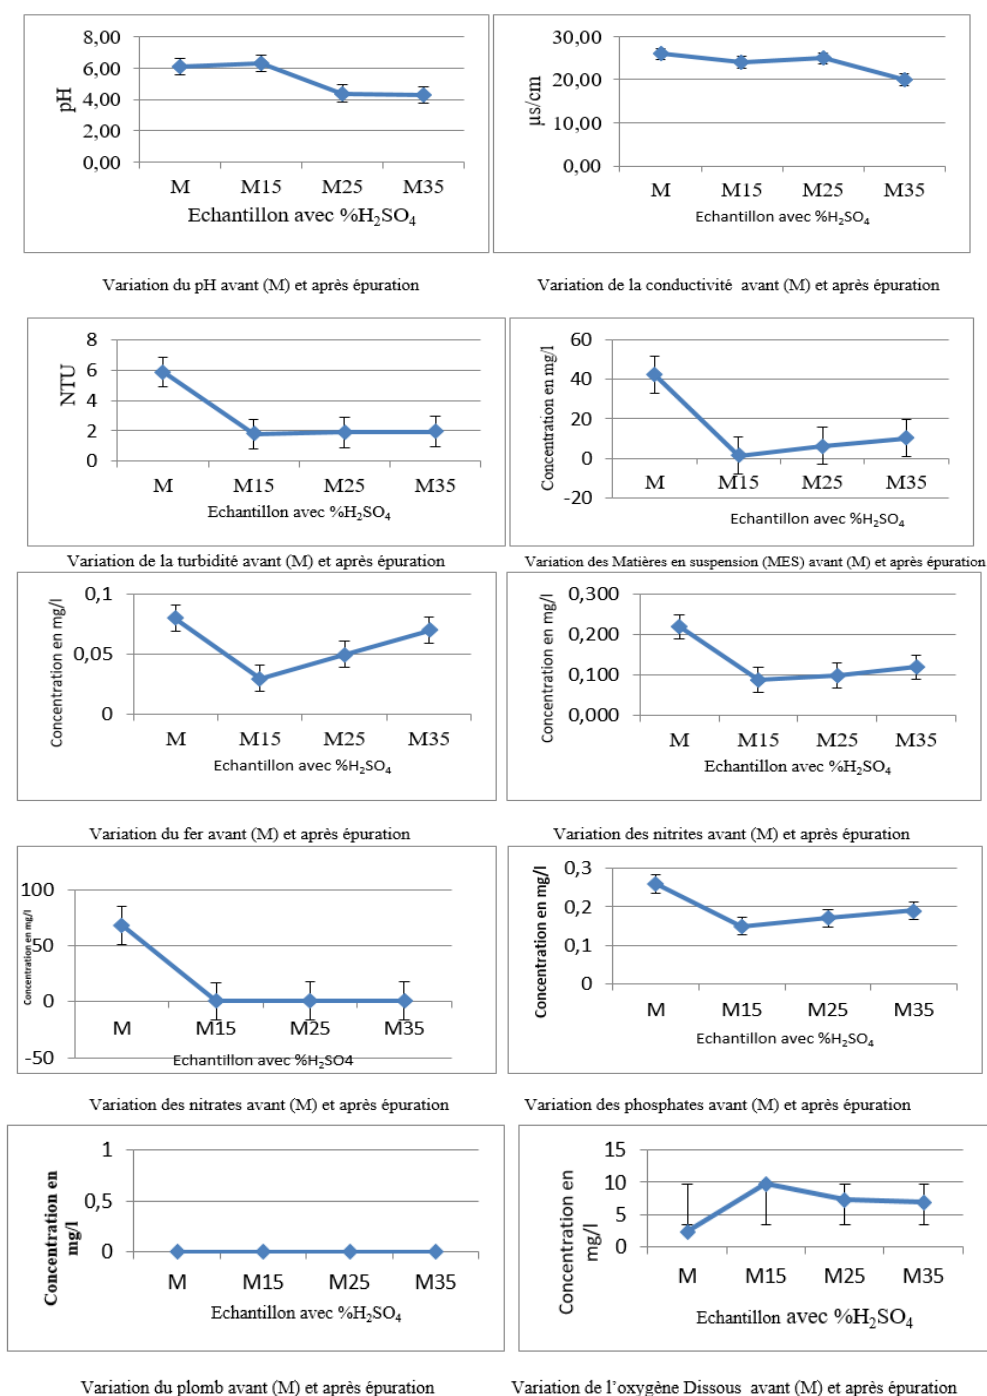 8,00
6,00
4,00
2,00
0,00
pH
M M15 M25 M35
Echantillon avec %H₂SO₄
Variation du pH avant (M) et après épuration
30,00
20,00
10,00
0,00
µs/cm
M M15 M25 M35
Echantillon avec %H₂SO₄
Variation de la conductivité avant (M) et après épuration
8
6
4
2
0
NTU
M M15 M25 M35
Echantillon avec %H₂SO₄
Variation de la turbidité avant (M) et après épuration
60
40
20
0
-20
Concentration en mg/l
M M15 M25 M35
Echantillon avec %H₂SO₄
Variation des Matières en suspension (MES) avant (M) et après épuration
0,1
0,05
0
Concentration en mg/l
M M15 M25 M35
Echantillon avec %H₂SO₄
Variation du fer avant (M) et après épuration
0,300
0,200
0,100
0,000
Concentration en mg/l
M M15 M25 M35
Echantillon avec %H₂SO₄
Variation des nitrites avant (M) et après épuration
100
50
0
-50
Concentration en mg/l
M M15 M25 M35
Echantillon avec %H₂SO4
Variation des nitrates avant (M) et après épuration
0,3
0,2
0,1
0
Concentration en mg/l
M M15 M25 M35
Echantillon avec %H₂SO₄
Variation des phosphates avant (M) et après épuration
1
0,5
0
Concentration en
mg/l
M M15 M25 M35
Echantillon avec %H₂SO₄
Variation du plomb avant (M) et après épuration
15
10
5
0
Concentration en
mg/l
M M15 M25 M35
Echantillon avec %H₂SO₄
Variation de l’oxygène Dissous avant (M) et après épuration